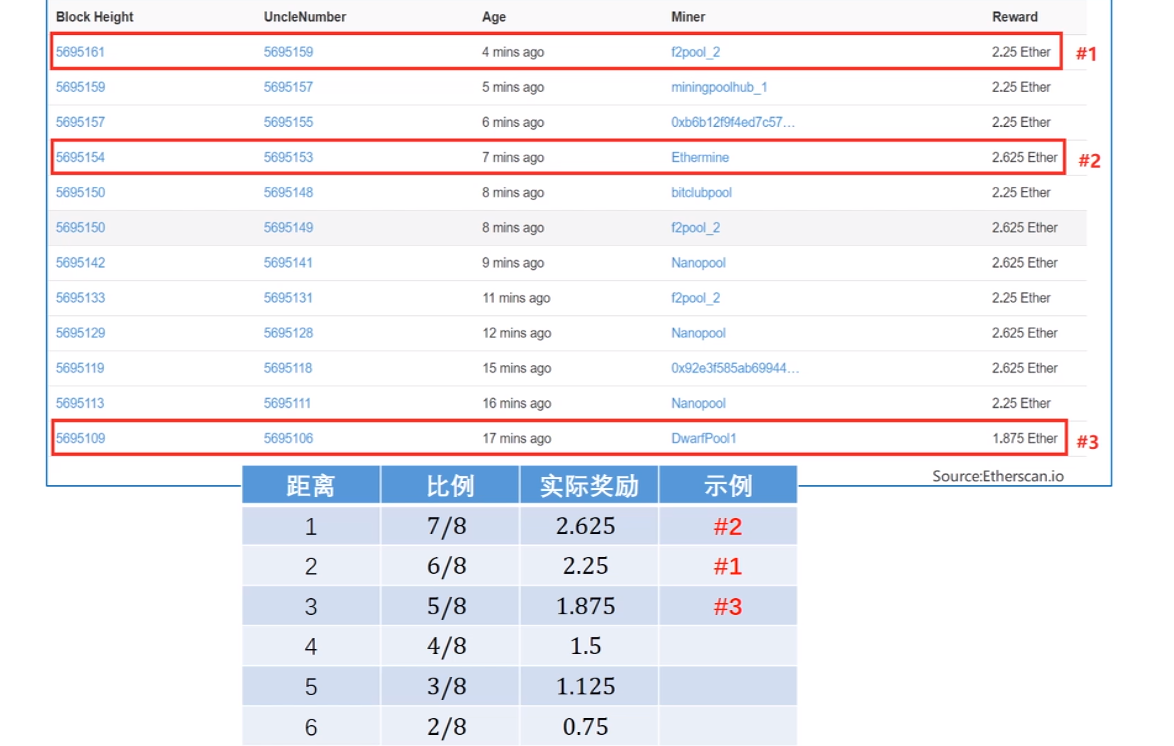 Block Height UncleNumber Age Miner Reward
5695161 5695159 4 mins ago f2pool_2 2.25 Ether #1
5695159 5695157 5 mins ago miningpoolhub_1 2.25 Ether
5695157 5695155 6 mins ago 0xb6b12f9f4ed7c57... 2.25 Ether
5695154 5695153 7 mins ago Ethermine 2.625 Ether #2
5695150 5695148 8 mins ago bitclubpool 2.25 Ether
5695150 5695149 8 mins ago f2pool_2 2.625 Ether
5695142 5695141 9 mins ago Nanopool 2.625 Ether
5695133 5695131 11 mins ago f2pool_2 2.25 Ether
5695129 5695128 12 mins ago Nanopool 2.625 Ether
5695119 5695118 15 mins ago 0x92e3f585ab69944... 2.625 Ether
5695113 5695111 16 mins ago Nanopool 2.25 Ether
5695109 5695106 17 mins ago DwarfPool1 1.875 Ether #3
Source:Etherscan.io
距离 比例 实际奖励 示例
1 7/8 2.625 #2
2 6/8 2.25 #1
3 5/8 1.875 #3
4 4/8 1.5
5 3/8 1.125
6 2/8 0.75